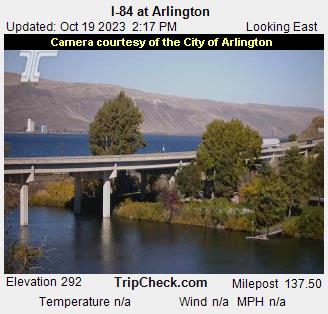 I-84 at Arlington
Updated: Oct 19 2023 2:17 PM Looking East
Camera courtesy of the City of Arlington
Elevation 292 TripCheck.com Milepost 137.50
Temperature n/a Wind n/a MPH n/a